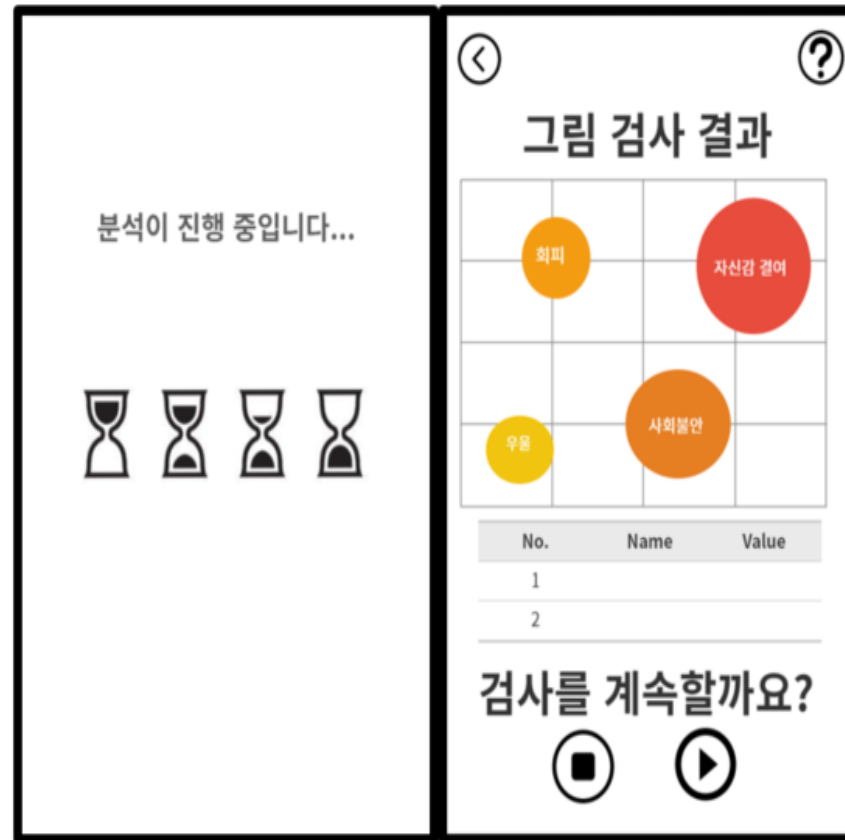 분석이 진행 중입니다...
?
그림 검사 결과
회피
자신감 결여
사회불안
우울
No. Name Value
1
2
검사를 계속할까요?